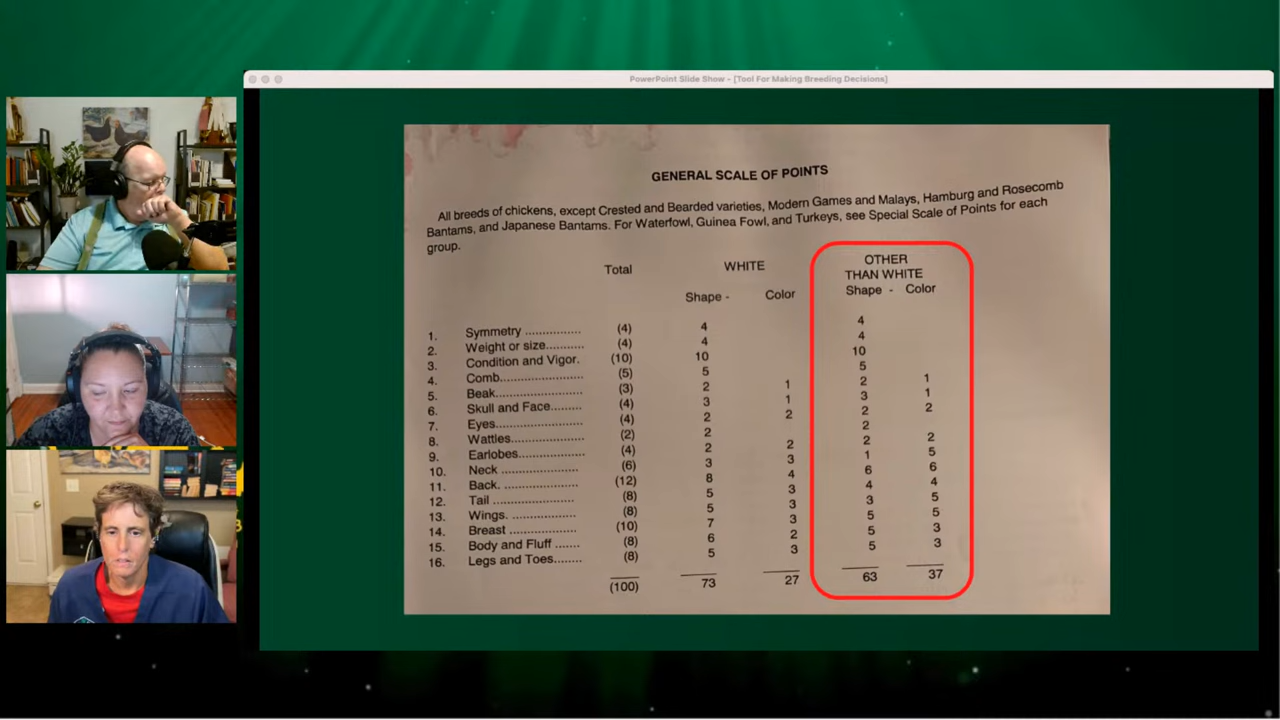 PowerPoint Slide Show - [Tool For Making Breeding Decisions]
GENERAL SCALE OF POINTS
All breeds of chickens, except Crested and Bearded varieties, Modern Games and Malays, Hamburg and Rosecomb
Bantams, and Japanese Bantams. For Waterfowl, Guinea Fowl, and Turkeys, see Special Scale of Points for each
group.
Total WHITE OTHER
THAN WHITE
Shape - Color Shape - Color
1. Symmetry ................ (4) 4 4
2. Weight or size........... (4) 4 4
3. Condition and Vigor. (10) 10 10
4. Comb.............................. (5) 5 5
5. Beak................................ (3) 2 1 2 1
6. Skull and Face......... (4) 3 1 3 1
7. Eyes............................... (4) 2 2 2 2
8. Wattles.......................... (2) 2 2
9. Earlobes....................... (4) 2 2 2 2
10. Neck ........................ (6) 3 3 1 5
11. Back. ......................... (12) 8 4 6 6
12. Tail ......................... (8) 5 3 4 4
13. Wings. ...................... (8) 5 3 3 5
14. Breast ...................... (10) 7 3 5 5
15. Body and Fluff ....... (8) 6 2 5 3
16. Legs and Toes........ (8) 5 3 5 3
(100) 73 27 63 37